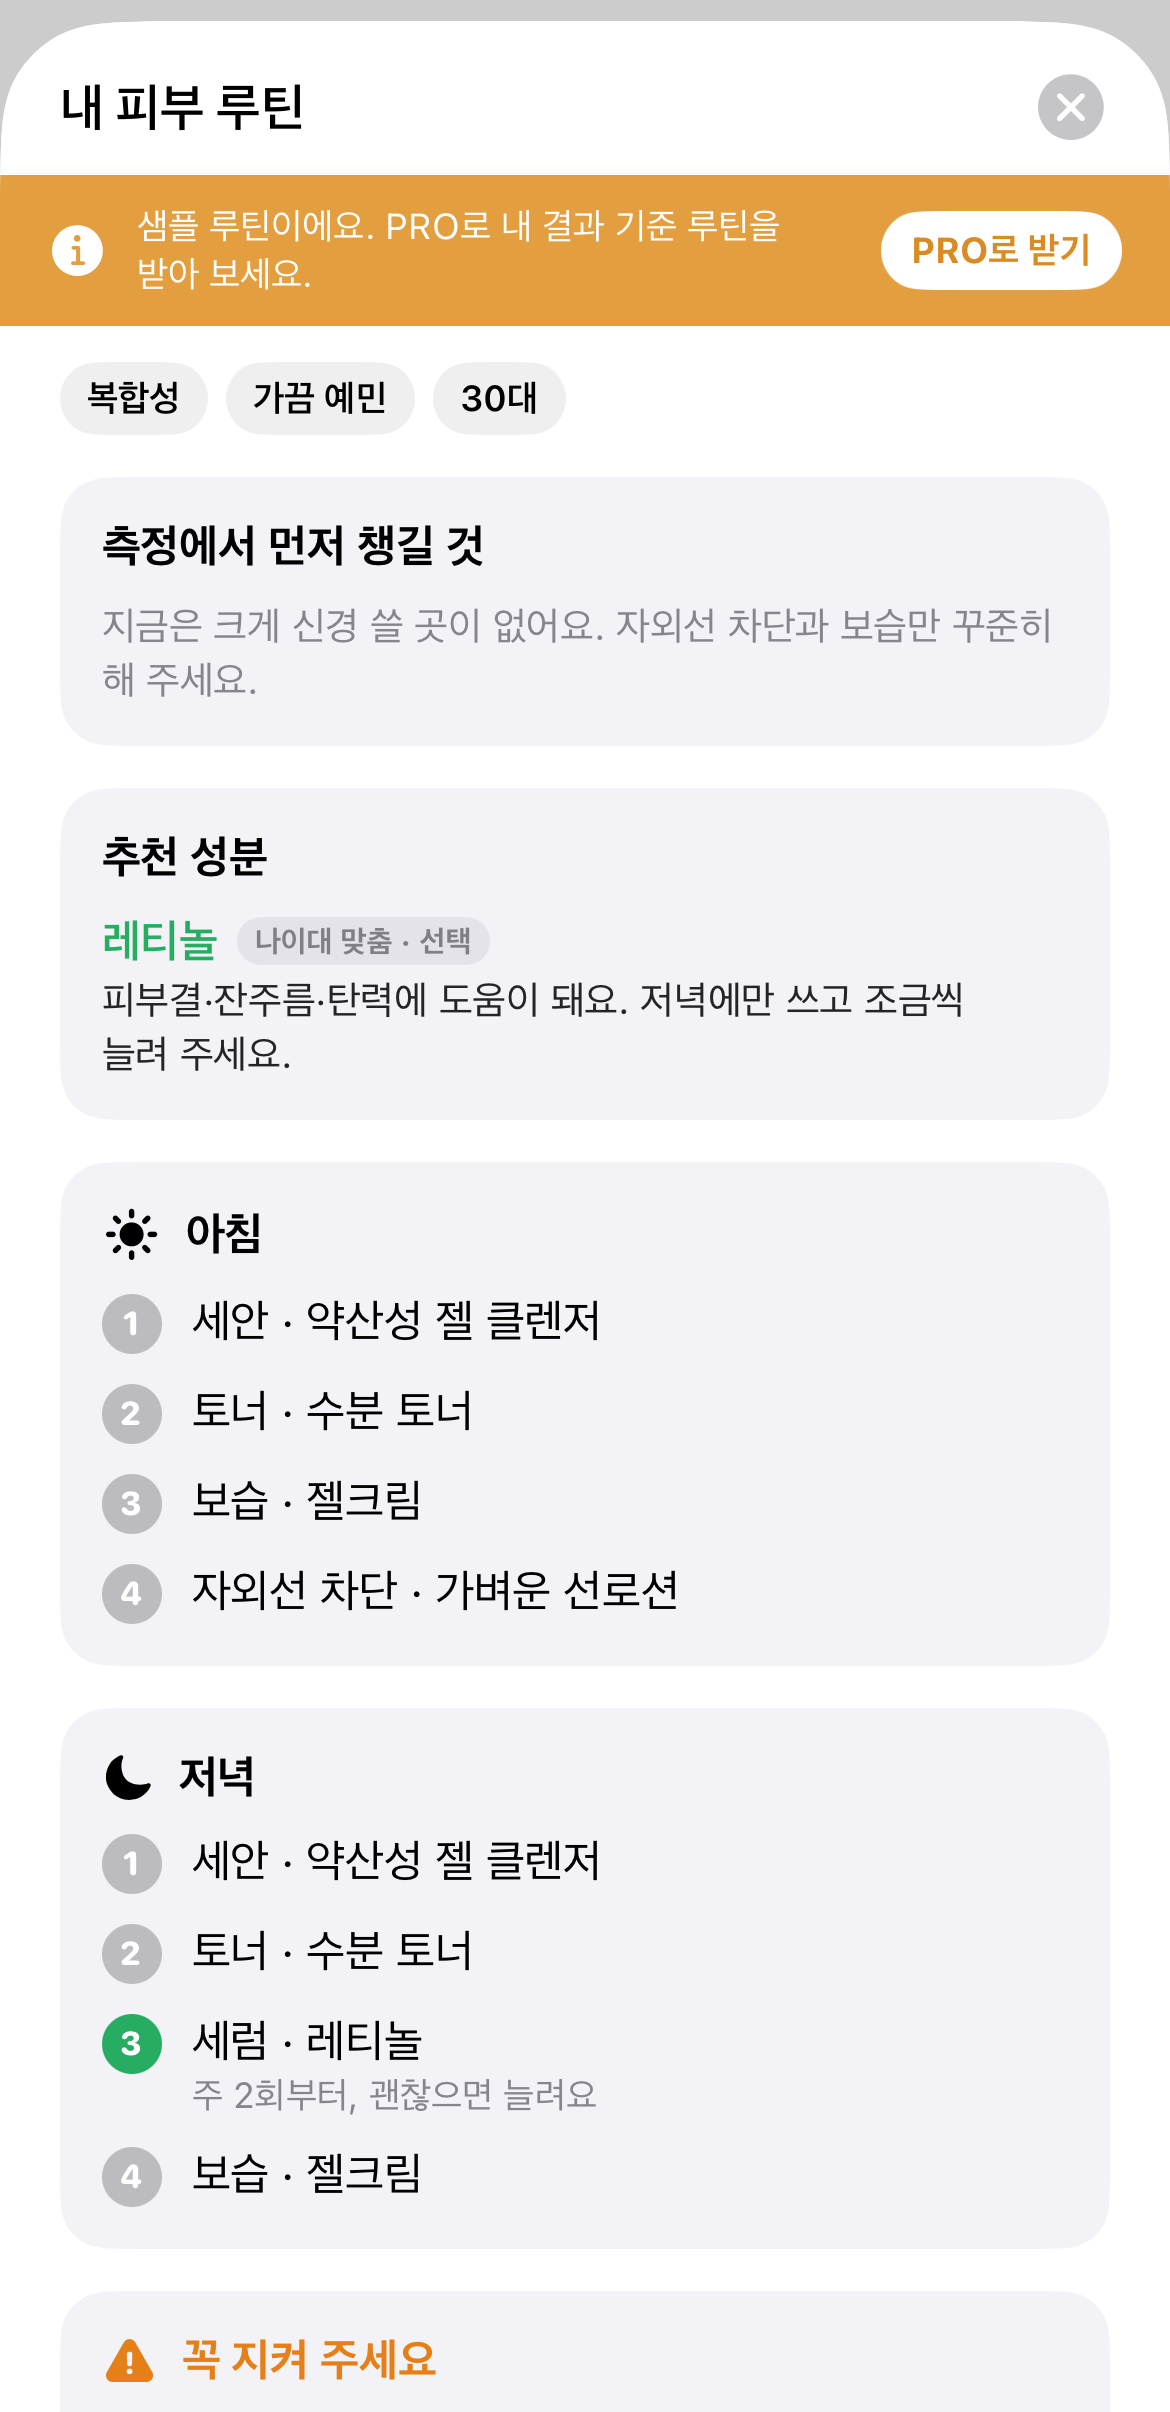 내 피부 루틴
샘플 루틴이에요. PRO로 내 결과 기준 루틴을
받아 보세요.
PRO로 받기
복합성 가끔 예민 30대
측정에서 먼저 챙길 것
지금은 크게 신경 쓸 곳이 없어요. 자외선 차단과 보습만 꾸준히
해 주세요.
추천 성분
레티놀 나이대 맞춤 · 선택
피부결·잔주름·탄력에 도움이 돼요. 저녁에만 쓰고 조금씩
늘려 주세요.
아침
1 세안 · 약산성 젤 클렌저
2 토너 · 수분 토너
3 보습 · 젤크림
4 자외선 차단 · 가벼운 선로션
저녁
1 세안 · 약산성 젤 클렌저
2 토너 · 수분 토너
3 세럼 · 레티놀
주 2회부터, 괜찮으면 늘려요
4 보습 · 젤크림
꼭 지켜 주세요